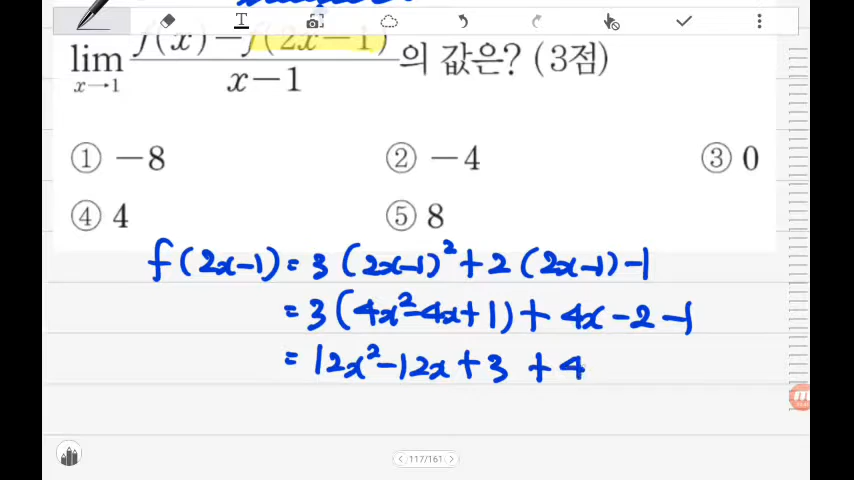 T
lim x→1 f(x)−f(2x−1) / x−1 의 값은? (3점)
① −8 ② −4 ③ 0
④ 4 ⑤ 8
f(2x-1) = 3(2x-1)² + 2(2x-1) -1
= 3(4x²-4x+1) + 4x -2 -1
= 12x² -12x + 3 + 4
117/161